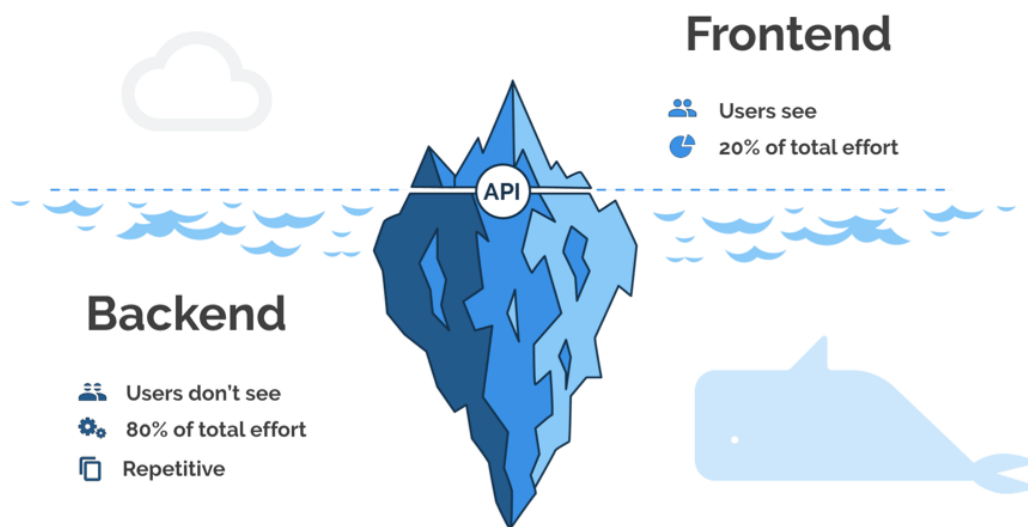 Frontend
Users see
20% of total effort
API
Backend
Users don't see
80% of total effort
Repetitive